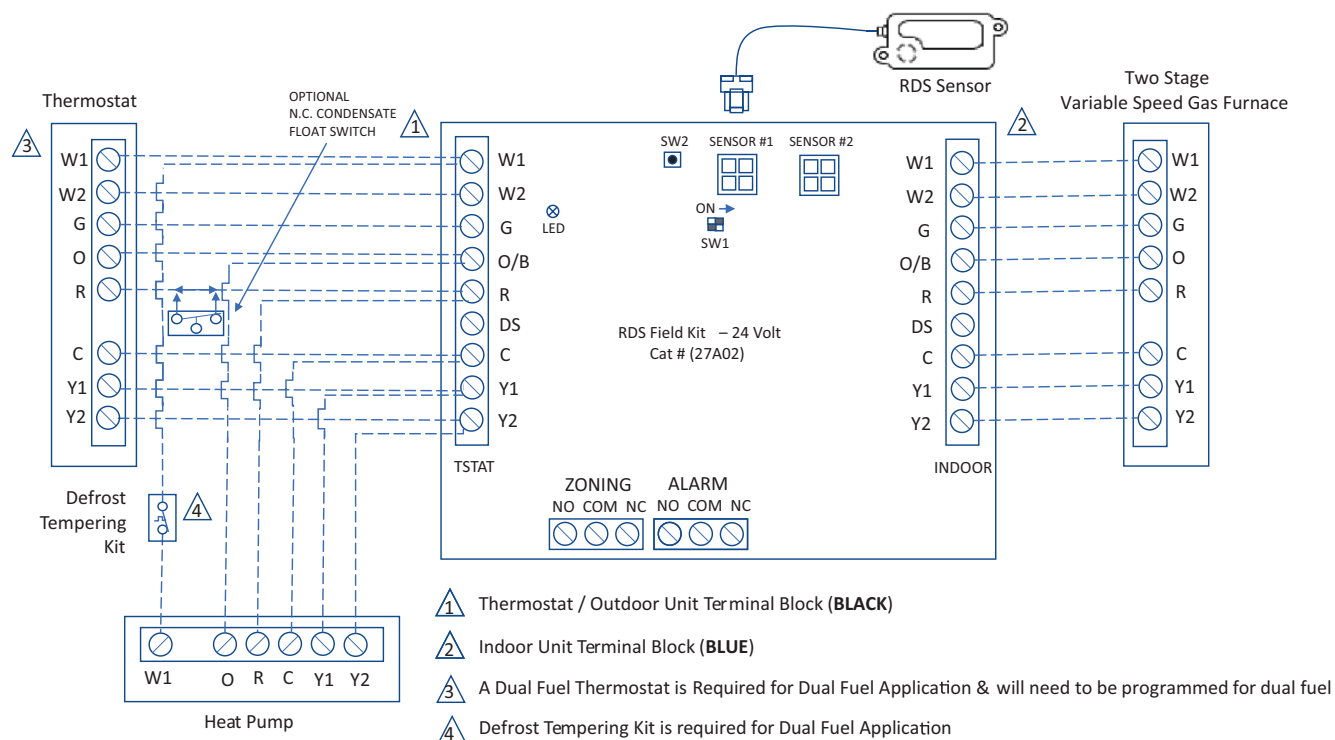 RDS Sensor
Two Stage
Variable Speed Gas Furnace
Thermostat
OPTIONAL
N.C. CONDENSATE
FLOAT SWITCH
1
2
3
W1
W2
G
O
R
C
Y1
Y2
W1
W2
G
O/B
R
DS
C
Y1
Y2
TSTAT
LED
SW2
SENSOR #1
SENSOR #2
ON
SW1
RDS Field Kit – 24 Volt
Cat # (27A02)
ZONING
NO COM NC
ALARM
NO COM NC
W1
W2
G
O/B
R
DS
C
Y1
Y2
INDOOR
W1
W2
G
O
R
C
Y1
Y2
Defrost
Tempering
Kit
4
W1 O R C Y1 Y2
Heat Pump
1 Thermostat / Outdoor Unit Terminal Block (BLACK)
2 Indoor Unit Terminal Block (BLUE)
3 A Dual Fuel Thermostat is Required for Dual Fuel Application & will need to be programmed for dual fuel
4 Defrost Tempering Kit is required for Dual Fuel Application